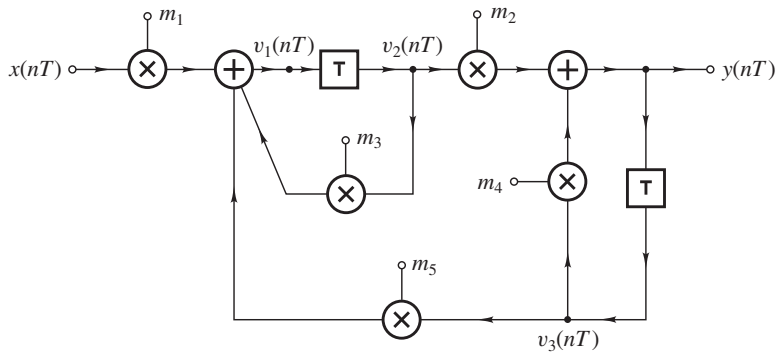 m₁
m₂
x(nT)
v₁(nT)
T
v₂(nT)
y(nT)
m₃
m₄
T
m₅
v₃(nT)